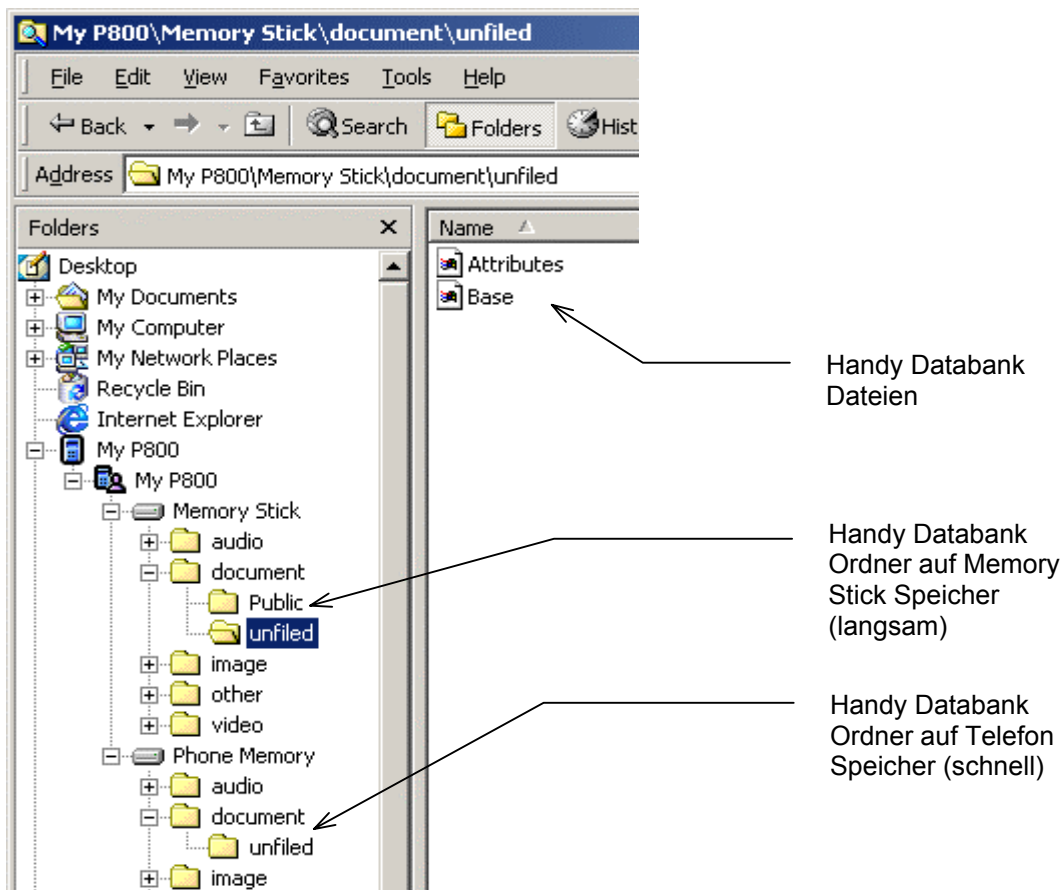 My P800\Memory Stick\document\unfiled
File Edit View Favorites Tools Help
Back Search Folders Hist
Address My P800\Memory Stick\document\unfiled
Folders
Desktop
My Documents
My Computer
My Network Places
Recycle Bin
Internet Explorer
My P800
My P800
Memory Stick
audio
document
Public
unfiled
image
other
video
Phone Memory
audio
document
unfiled
image
Name
Attributes
Base
Handy Databank
Dateien
Handy Databank
Ordner auf Memory
Stick Speicher
(langsam)
Handy Databank
Ordner auf Telefon
Speicher (schnell)